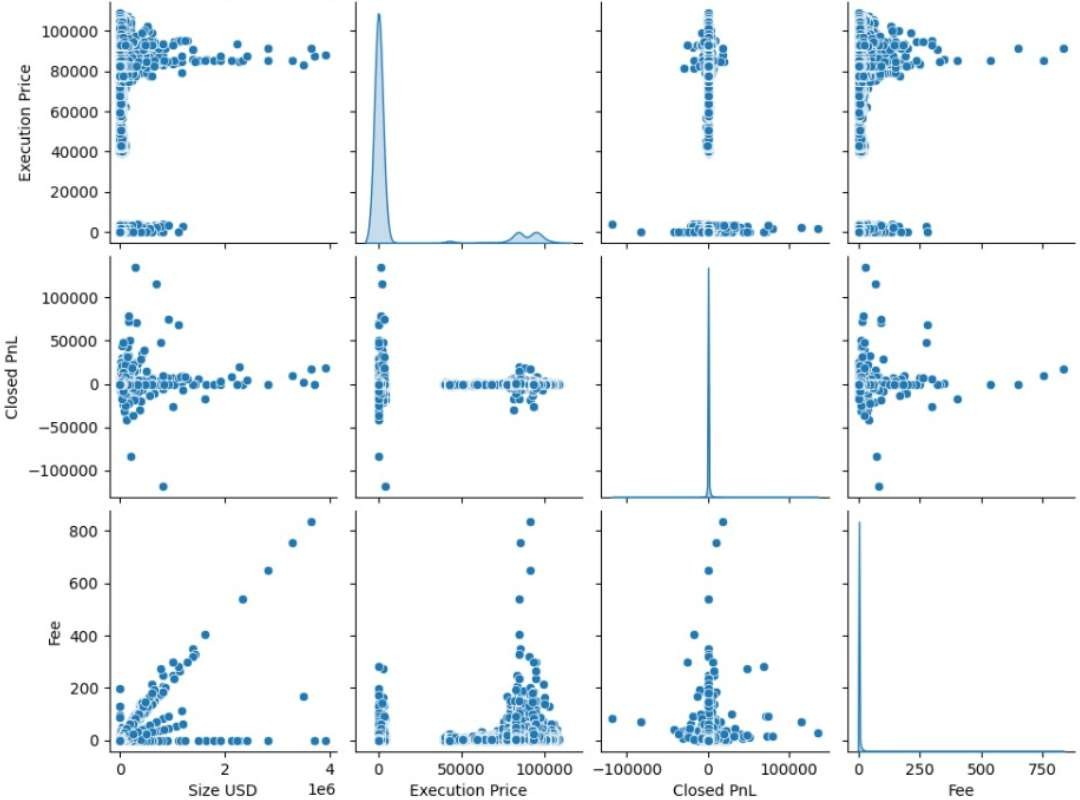 100000
80000
60000
40000
20000
0
Execution Price
100000
50000
0
−50000
−100000
Closed PnL
800
600
400
200
0
Fee
0 2 4
1e6
Size USD
0 50000 100000
Execution Price
−100000 0 100000
Closed PnL
0 250 500 750
Fee